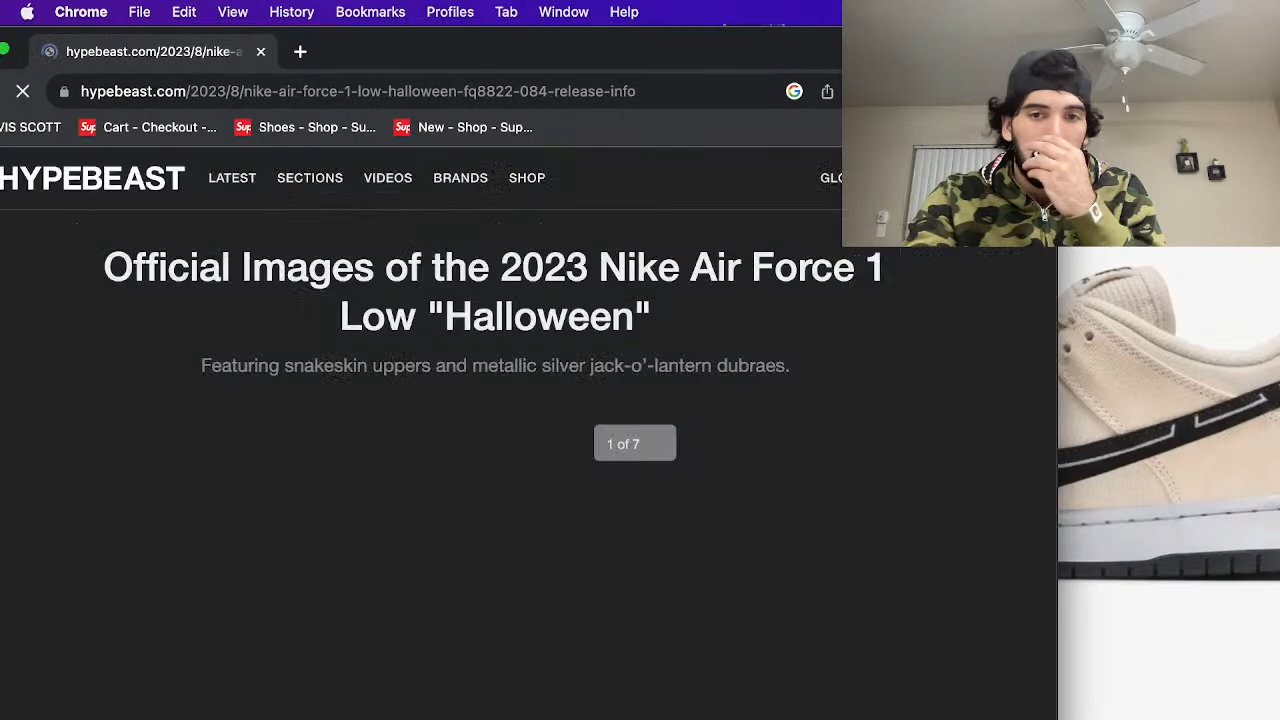 Chrome File Edit View History Bookmarks Profiles Tab Window Help
hypebeast.com/2023/8/nike-a
hypebeast.com/2023/8/nike-air-force-1-low-halloween-fq8822-084-release-info
VIS SCOTT Sup Cart - Checkout -... Sup Shoes - Shop - Su... Sup New - Shop - Sup...
HYPEBEAST LATEST SECTIONS VIDEOS BRANDS SHOP GLO
Official Images of the 2023 Nike Air Force 1
Low "Halloween"
Featuring snakeskin uppers and metallic silver jack-o’-lantern dubraes.
1 of 7